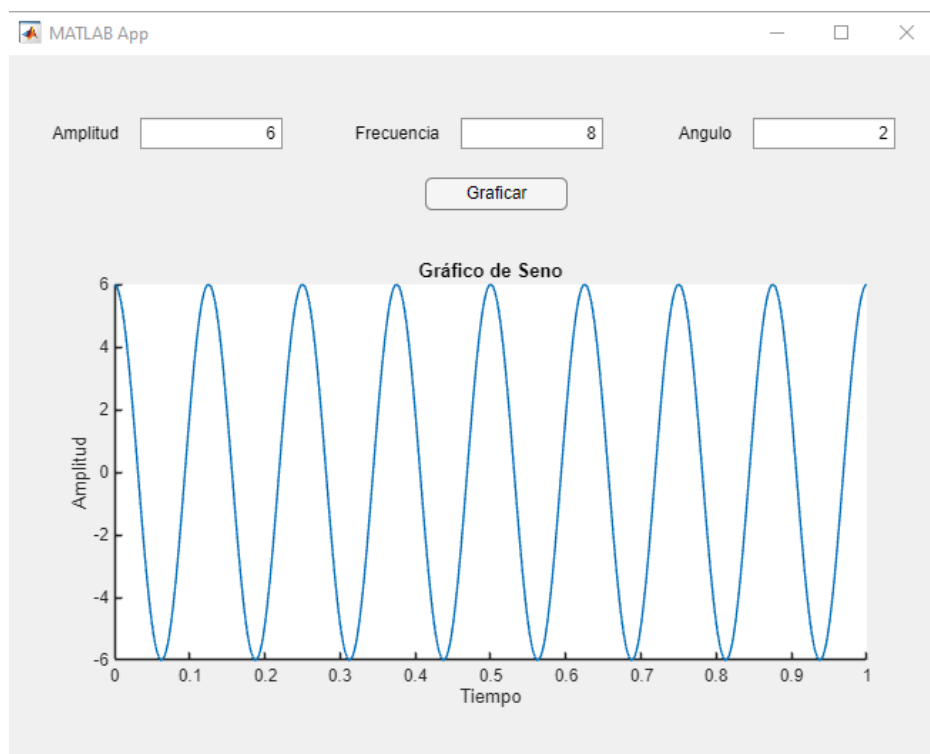 MATLAB App
Amplitud 6 Frecuencia 8 Angulo 2
Graficar
Gráfico de Seno
6
4
2
0
-2
-4
-6
Amplitud
0 0.1 0.2 0.3 0.4 0.5 0.6 0.7 0.8 0.9 1
Tiempo